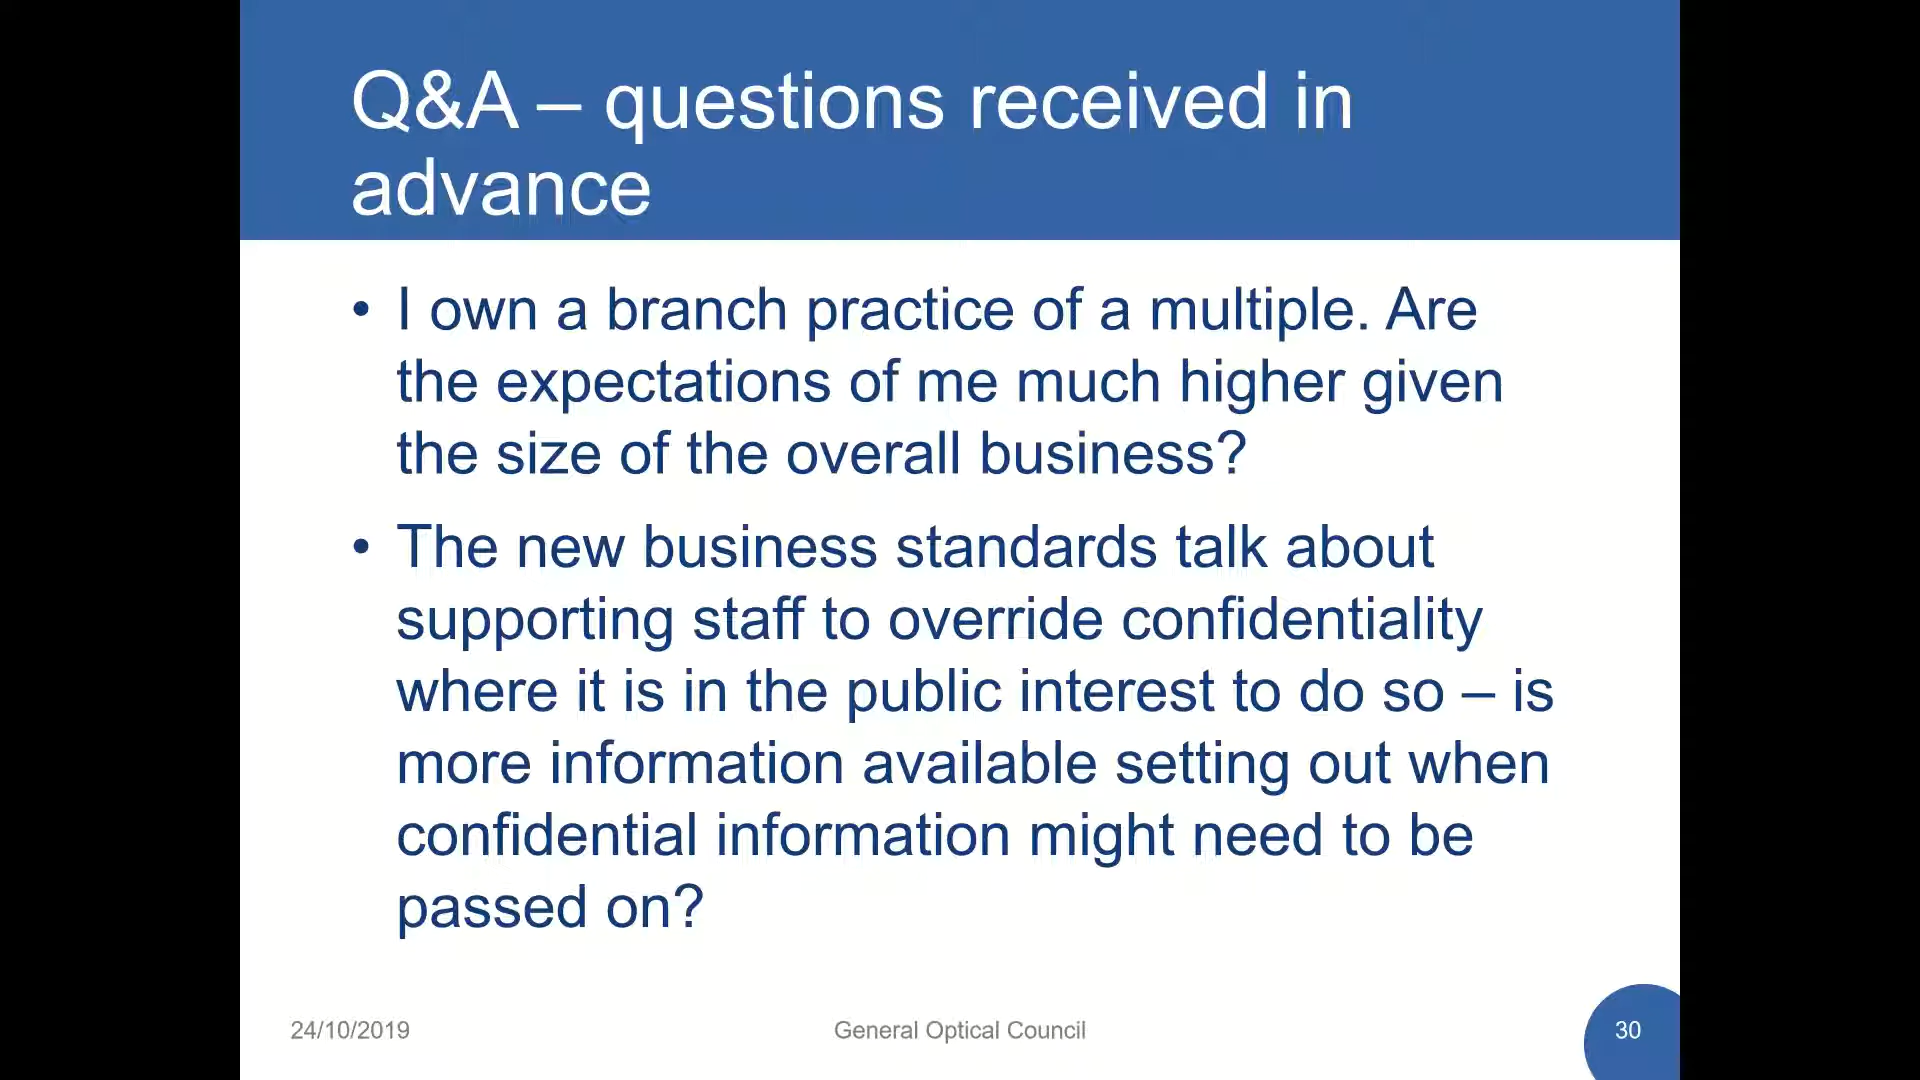 Q&A – questions received in
advance
• I own a branch practice of a multiple. Are
the expectations of me much higher given
the size of the overall business?
• The new business standards talk about
supporting staff to override confidentiality
where it is in the public interest to do so – is
more information available setting out when
confidential information might need to be
passed on?
24/10/2019
General Optical Council
30